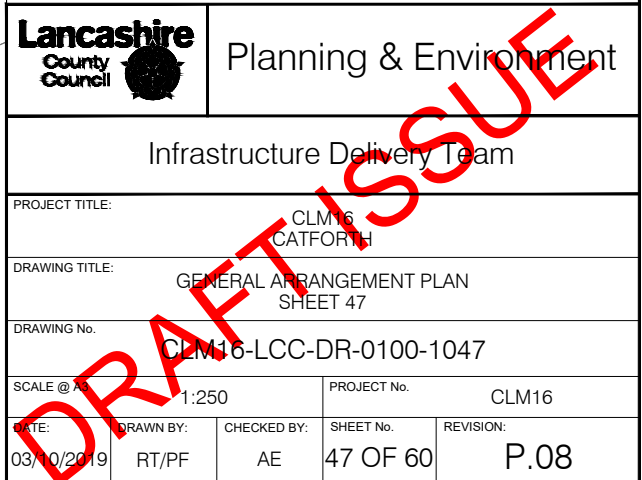 Lancashire
County
Council
Planning & Environment
Infrastructure Delivery Team
PROJECT TITLE:
CLM16
CATFORTH
DRAWING TITLE:
GENERAL ARRANGEMENT PLAN
SHEET 47
DRAWING No.
CLM16-LCC-DR-0100-1047
SCALE @ A3
1:250
PROJECT No.
CLM16
DATE:
03/10/2019
DRAWN BY:
RT/PF
CHECKED BY:
AE
SHEET No.
47 OF 60
REVISION:
P.08
DRAFT ISSUE